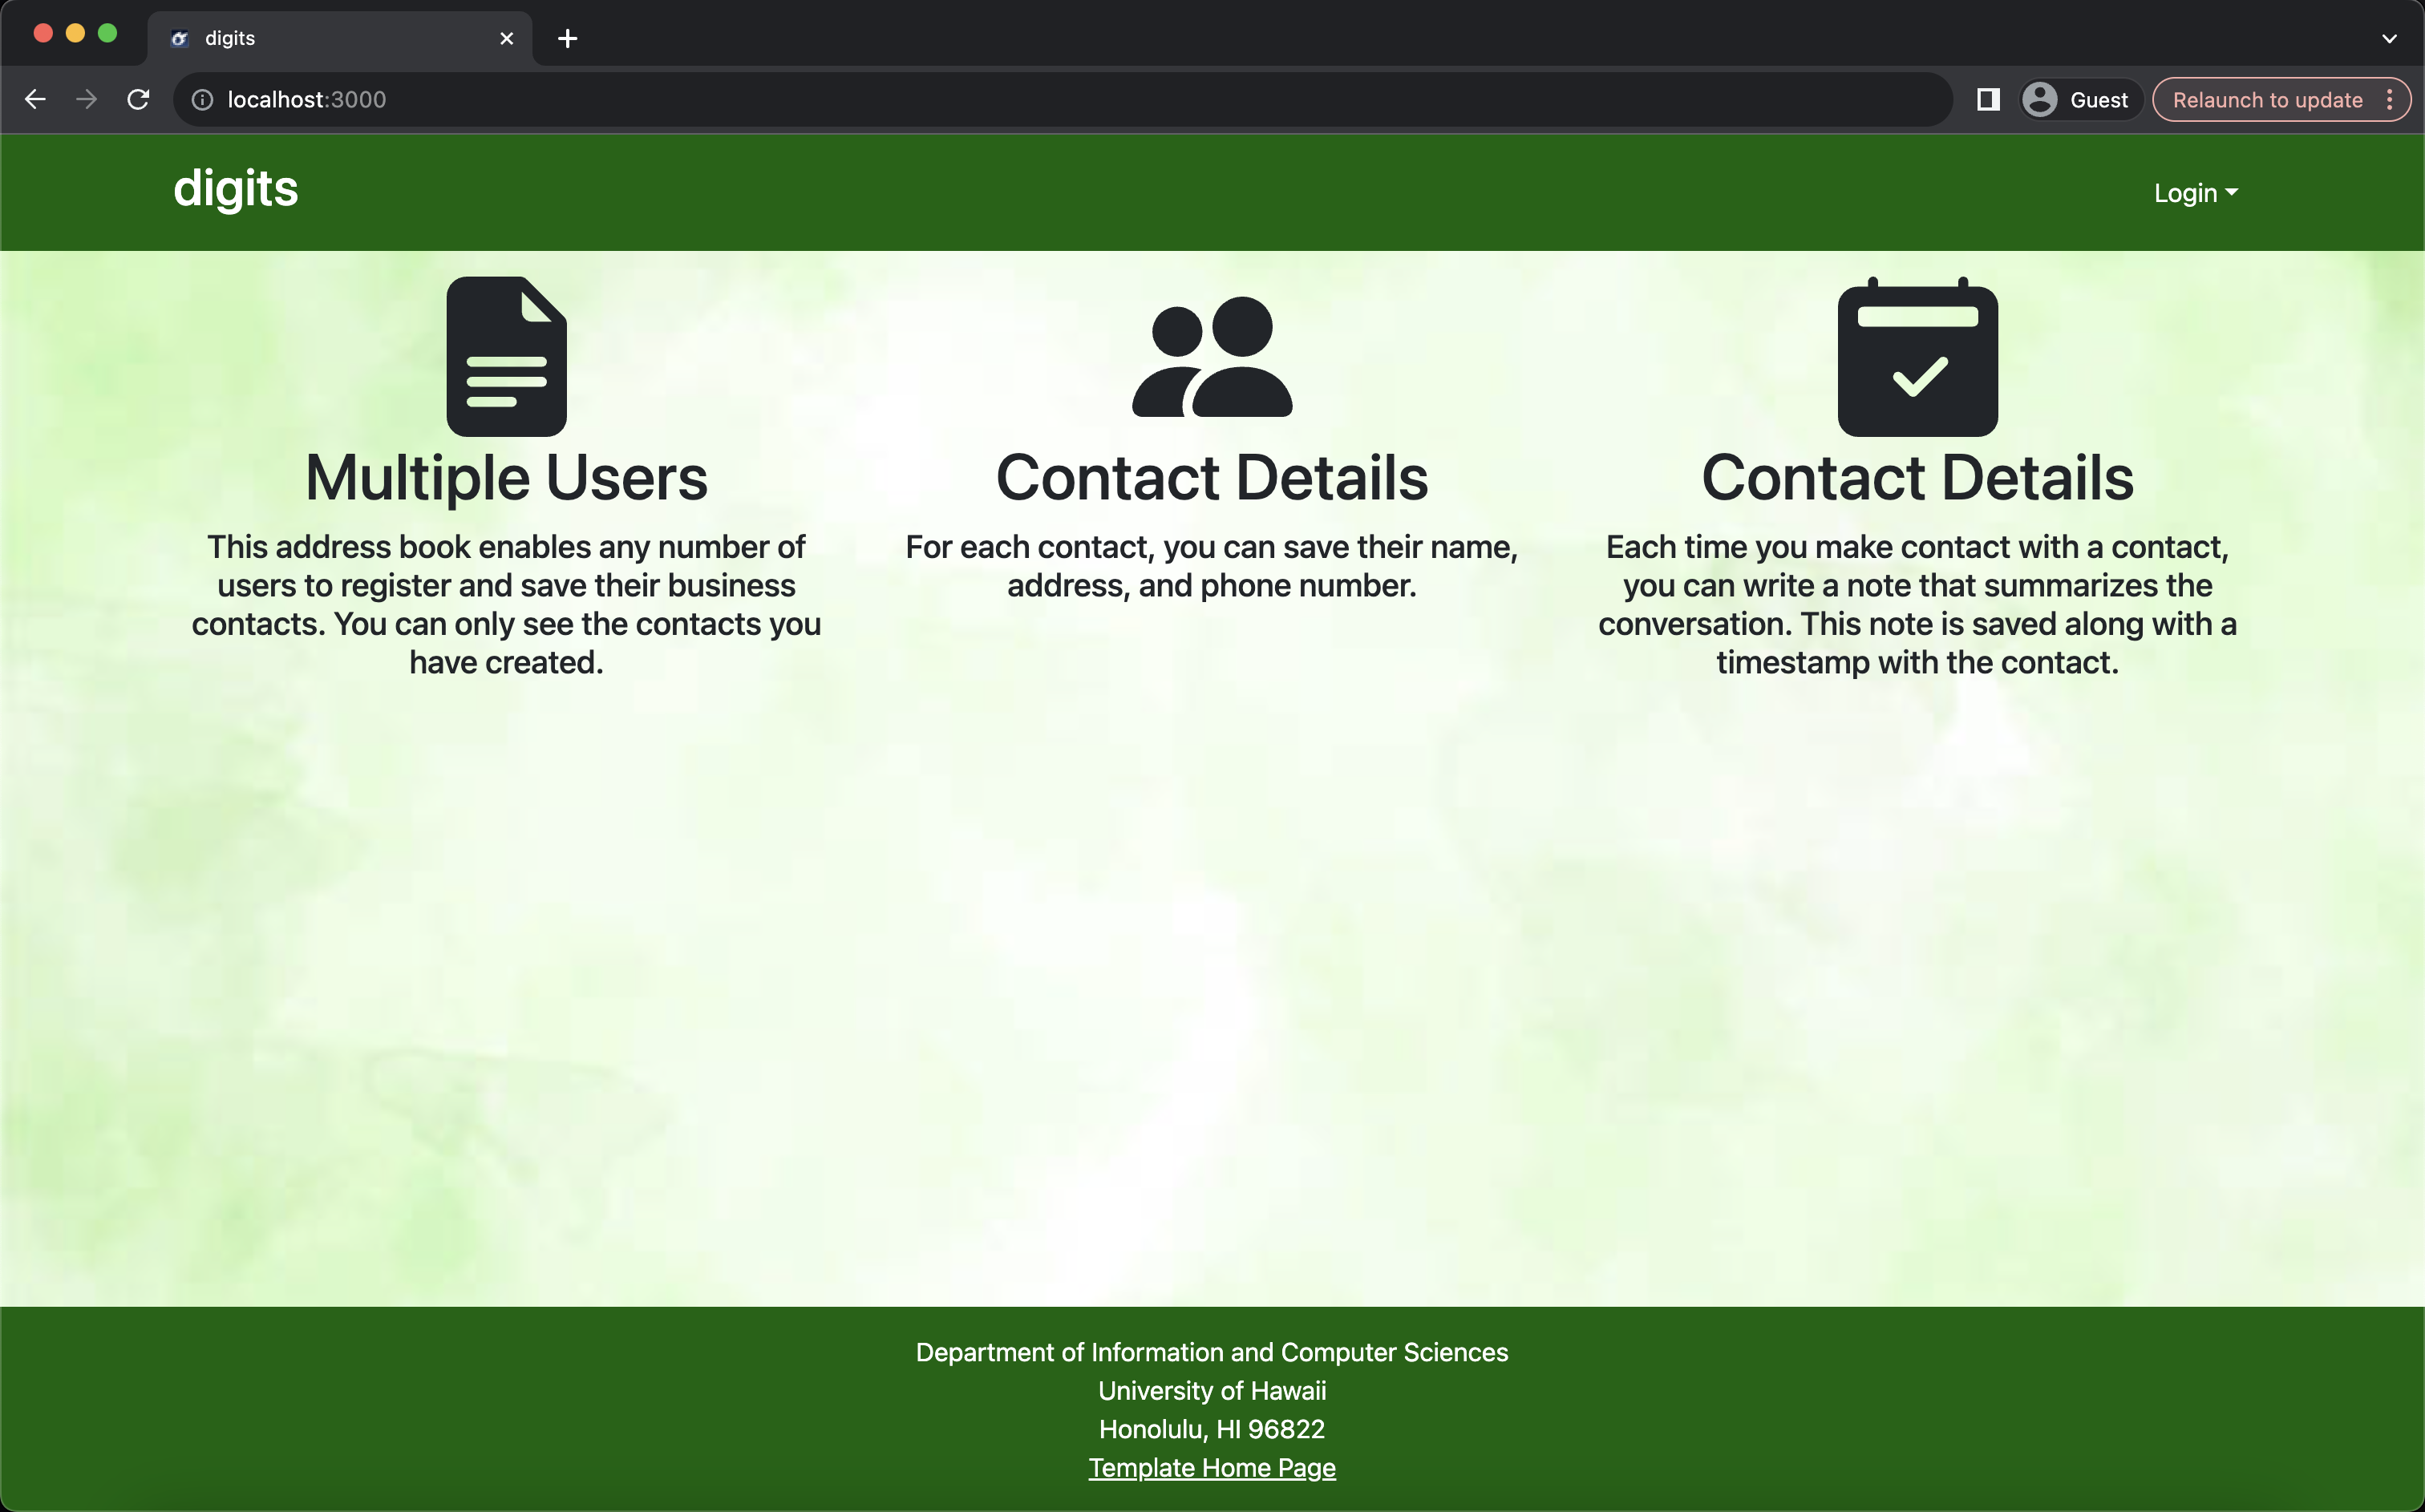 digits
localhost:3000
Guest
Relaunch to update
digits
Login
Multiple Users
This address book enables any number of
users to register and save their business
contacts. You can only see the contacts you
have created.
Contact Details
For each contact, you can save their name,
address, and phone number.
Contact Details
Each time you make contact with a contact,
you can write a note that summarizes the
conversation. This note is saved along with a
timestamp with the contact.
Department of Information and Computer Sciences
University of Hawaii
Honolulu, HI 96822
Template Home Page